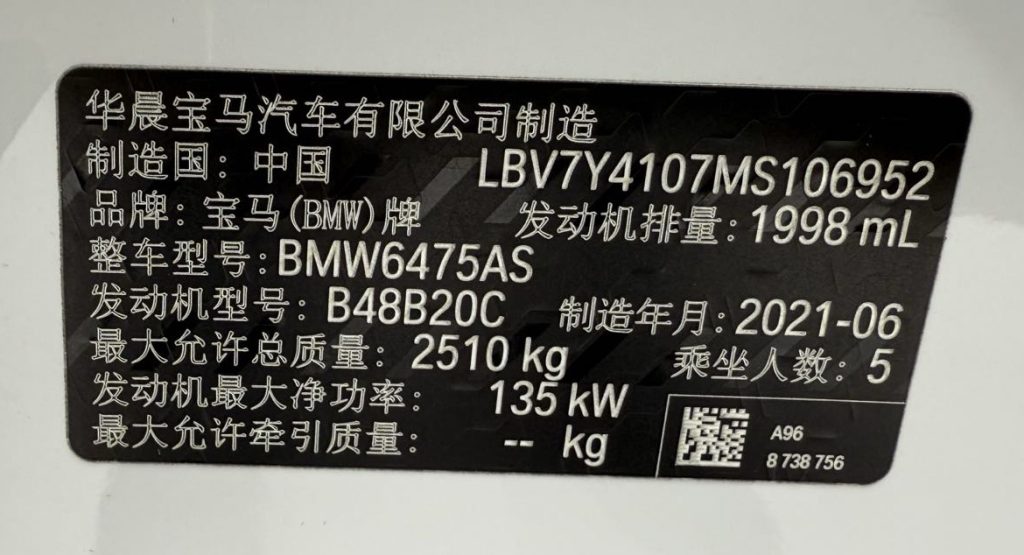 华晨宝马汽车有限公司制造
制造国: 中国 LBV7Y4107MS106952
品牌: 宝马(BMW)牌 发动机排量: 1998 mL
整车型号: BMW6475AS
发动机型号: B48B20C 制造年月: 2021-06
最大允许总质量: 2510 kg 乘坐人数: 5
发动机最大净功率: 135 kW
最大允许牵引质量: -- kg
A96
8 738 756